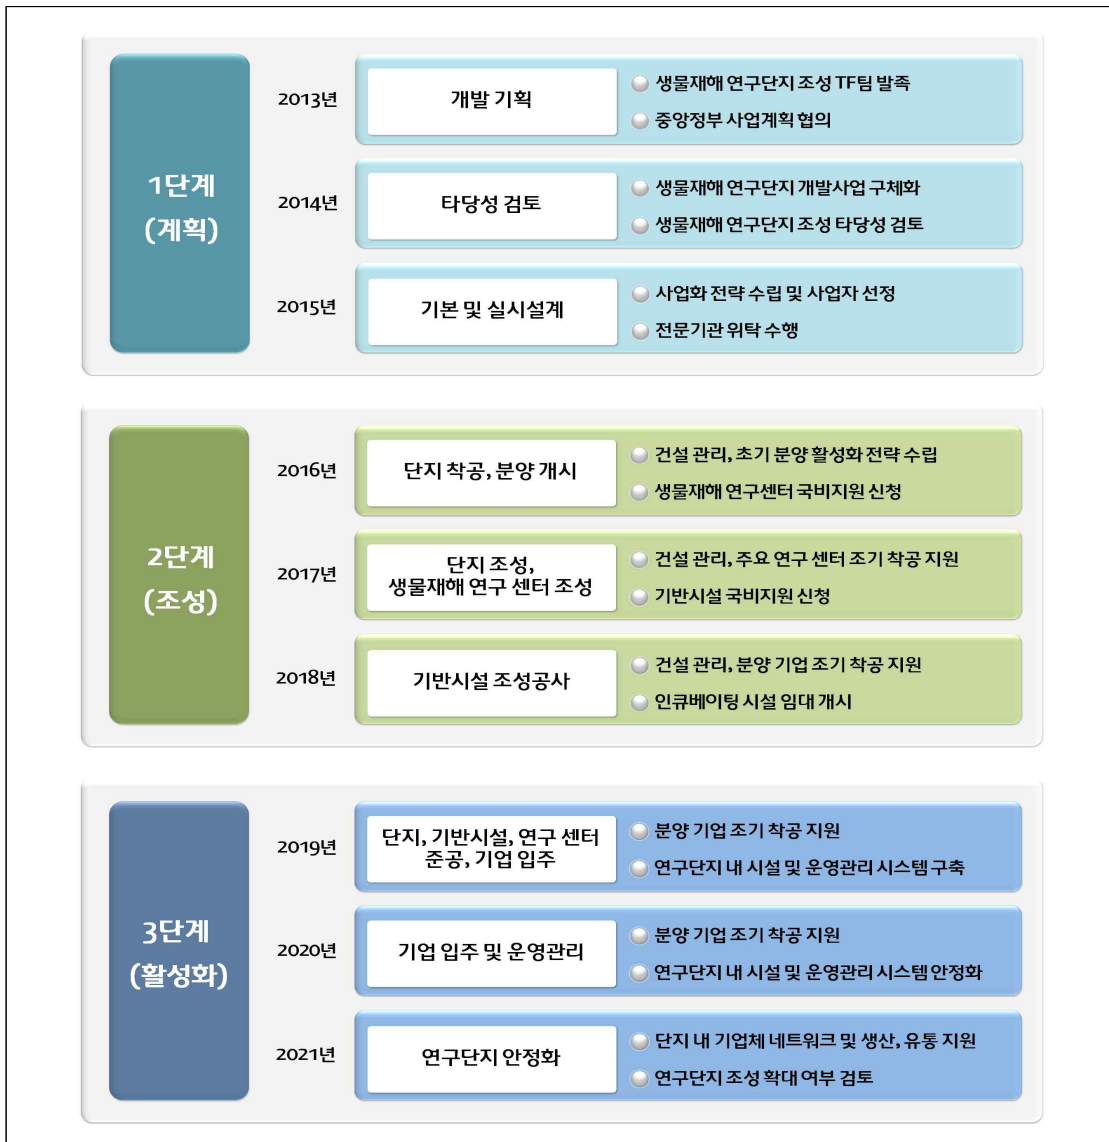 1단계
(계획)
2013년
개발 기획
생물재해 연구단지 조성 TF팀 발족
중앙정부 사업계획 협의
2014년
타당성 검토
생물재해 연구단지 개발사업 구체화
생물재해 연구단지 조성 타당성 검토
2015년
기본 및 실시설계
사업화 전략 수립 및 사업자 선정
전문기관 위탁 수행
2단계
(조성)
2016년
단지 착공, 분양 개시
건설 관리, 초기 분양 활성화 전략 수립
생물재해 연구센터 국비지원 신청
2017년
단지 조성,
생물재해 연구 센터 조성
건설 관리, 주요 연구 센터 조기 착공 지원
기반시설 국비지원 신청
2018년
기반시설 조성공사
건설 관리, 분양 기업 조기 착공 지원
인큐베이팅 시설 임대 개시
3단계
(활성화)
2019년
단지, 기반시설, 연구 센터
준공, 기업 입주
분양 기업 조기 착공 지원
연구단지 내 시설 및 운영관리 시스템 구축
2020년
기업 입주 및 운영관리
분양 기업 조기 착공 지원
연구단지 내 시설 및 운영관리 시스템 안정화
2021년
연구단지 안정화
단지 내 기업체 네트워크 및 생산, 유통 지원
연구단지 조성 확대 여부 검토